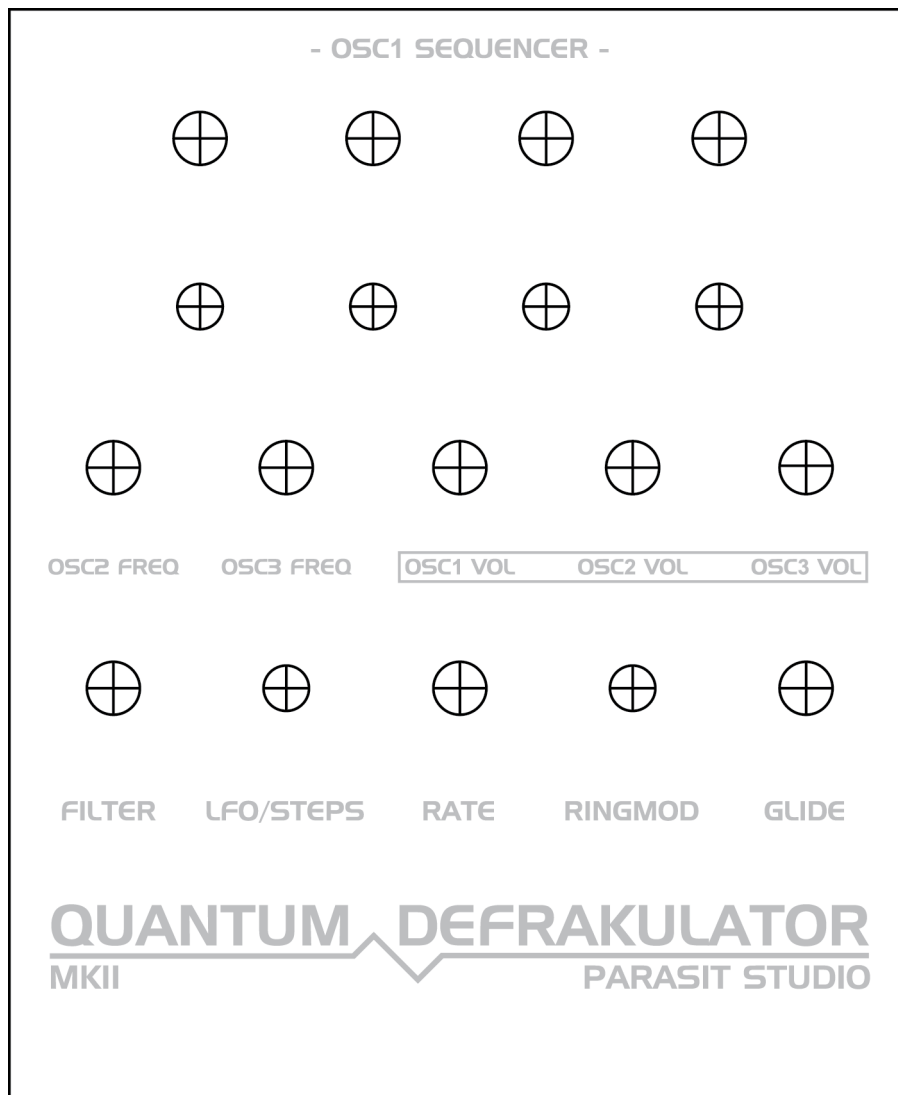 - OSC1 SEQUENCER -
OSC2 FREQ OSC3 FREQ OSC1 VOL OSC2 VOL OSC3 VOL
FILTER LFO/STEPS RATE RINGMOD GLIDE
QUANTUM DEFRAKULATOR
MKII PARASIT STUDIO